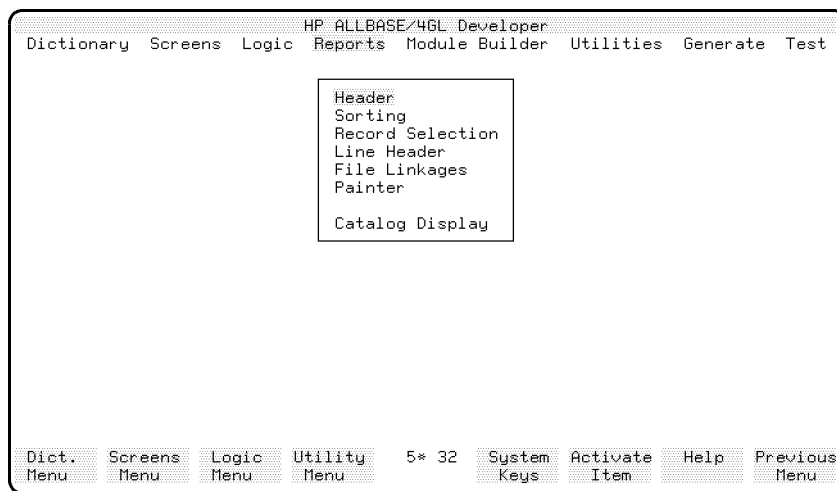 HP ALLBASE/4GL Developer
Dictionary Screens Logic Reports Module Builder Utilities Generate Test
Header
Sorting
Record Selection
Line Header
File Linkages
Painter
Catalog Display
Dict. Screens Logic Utility 5* 32 System Activate Help Previous
Menu Menu Menu Menu Keys Item Menu